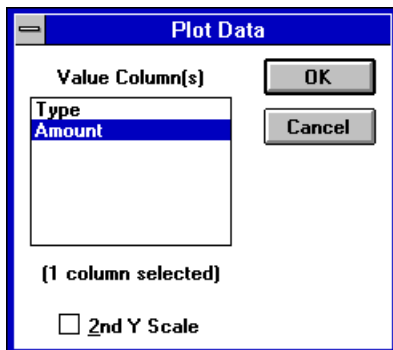 Plot Data
Value Column(s)
OK
Type
Amount
Cancel
(1 column selected)
2nd Y Scale